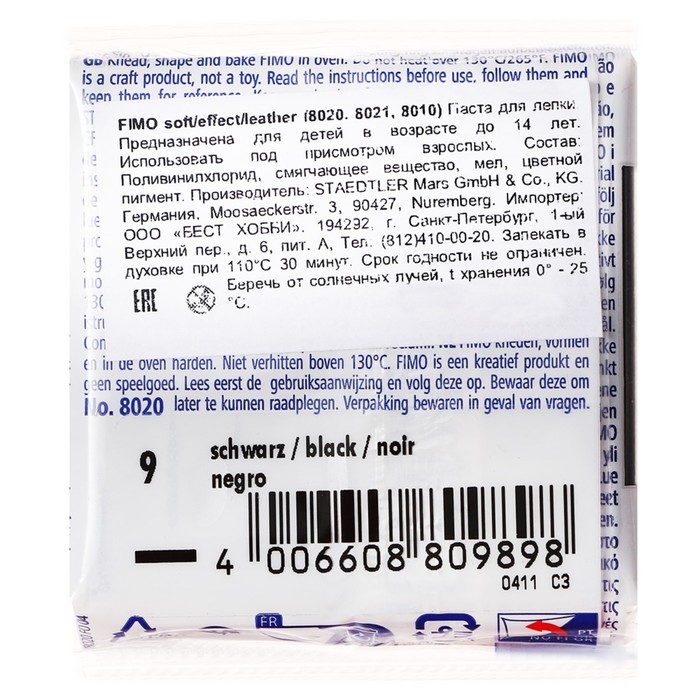 GB Knead, shape and bake FIMO in oven. Do not heat over 130°C/265°F. FIMO
is a craft product, not a toy. Read the instructions before use, follow them and
keep them for reference.
FIMO soft/effect/leather (8020. 8021, 8010) Паста для лепки
Предназначена для детей в возрасте до 14 лет.
Использовать под присмотром взрослых. Состав:
Поливинилхлорид, смягчающее вещество, мел, цветной
пигмент. Производитель: STAEDTLER Mars GmbH & Co., KG.
Германия. Moosaeckerstr. 3, 90427, Nuremberg. Импортер:
ООО «БЕСТ ХОББИ». 194292, г. Санкт-Петербург, 1-ый
Верхний пер., д. 6, лит. А, Тел. (812)410-00-20. Запекать в
духовке при 110°C 30 минут. Срок годности не ограничен.
Беречь от солнечных лучей, t хранения 0° - 25
°C.
EAC
NL FIMO kneden, vormen
en in de oven harden. Niet verhitten boven 130°C. FIMO is een kreatief produkt en
geen speelgoed. Lees eerst de gebruiksaanwijzing en volg deze op. Bewaar deze om
No. 8020 later te kunnen raadplegen. Verpakking bewaren in geval van vragen.
9 schwarz / black / noir
negro
4 006608 809898
0411 C3
FR
PT